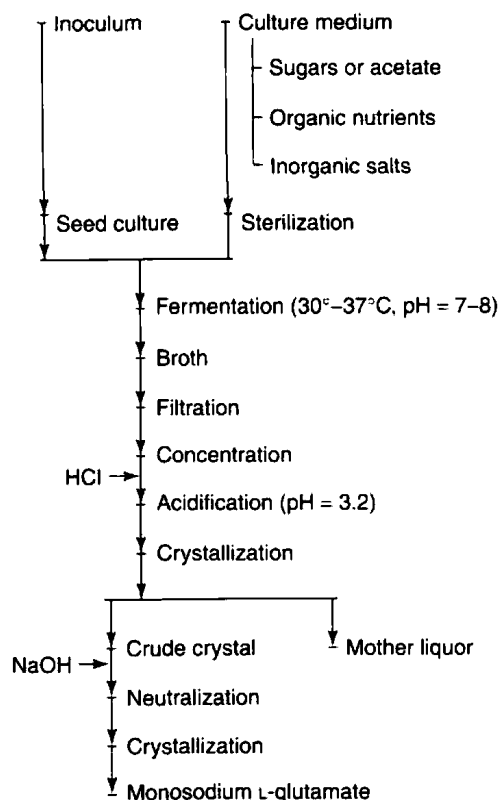 Inoculum
Culture medium
Sugars or acetate
Organic nutrients
Inorganic salts
Seed culture
Sterilization
Fermentation (30°–37°C, pH = 7–8)
Broth
Filtration
Concentration
HCl
Acidification (pH = 3.2)
Crystallization
Crude crystal
Mother liquor
NaOH
Neutralization
Crystallization
Monosodium L-glutamate